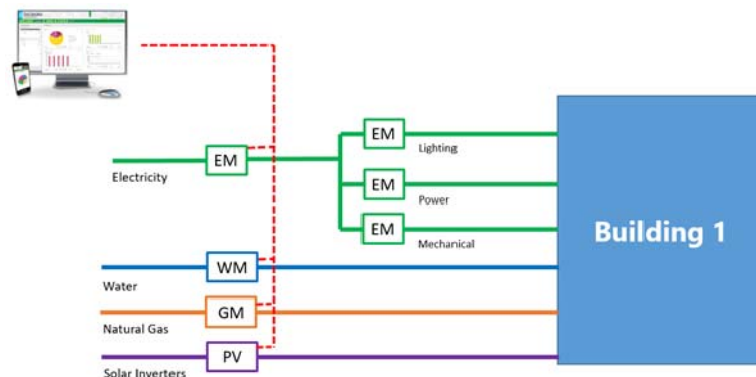 EM
Lighting
EM
Electricity
EM
Power
EM
Mechanical
Building 1
WM
Water
GM
Natural Gas
PV
Solar Inverters